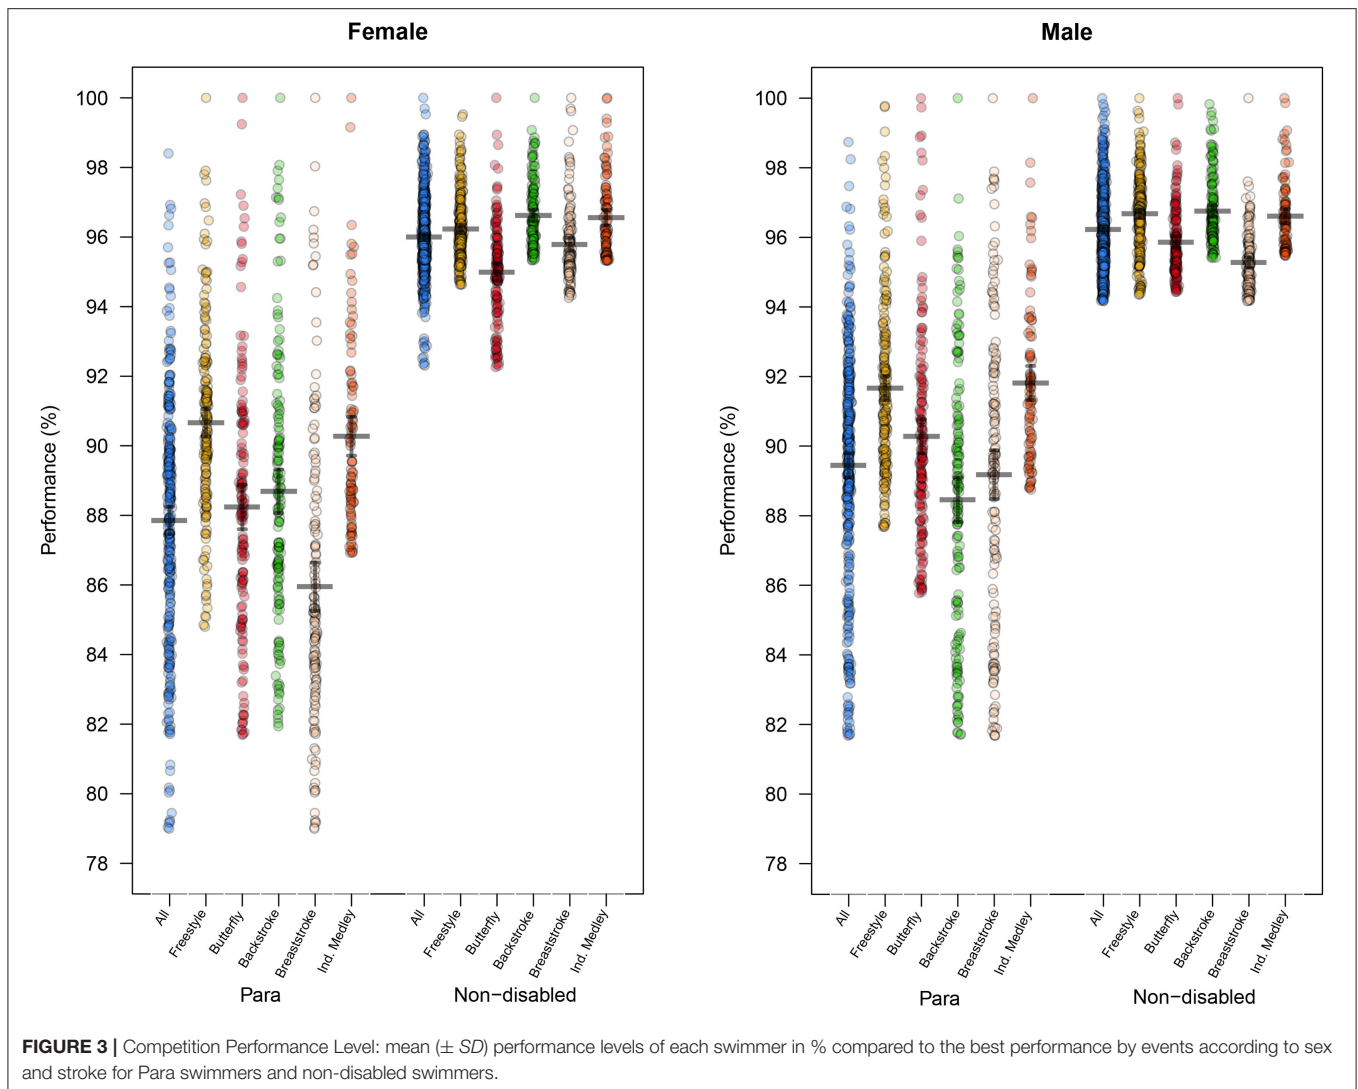 Female
Male
100
98
96
94
92
90
88
86
84
82
80
78
Performance (%)
All
Freestyle
Butterfly
Backstroke
Breaststroke
Ind. Medley
All
Freestyle
Butterfly
Backstroke
Breaststroke
Ind. Medley
Para
Non−disabled
100
98
96
94
92
90
88
86
84
82
80
78
Performance (%)
All
Freestyle
Butterfly
Backstroke
Breaststroke
Ind. Medley
All
Freestyle
Butterfly
Backstroke
Breaststroke
Ind. Medley
Para
Non−disabled
FIGURE 3 | Competition Performance Level: mean (± SD) performance levels of each swimmer in % compared to the best performance by events according to sex
and stroke for Para swimmers and non-disabled swimmers.